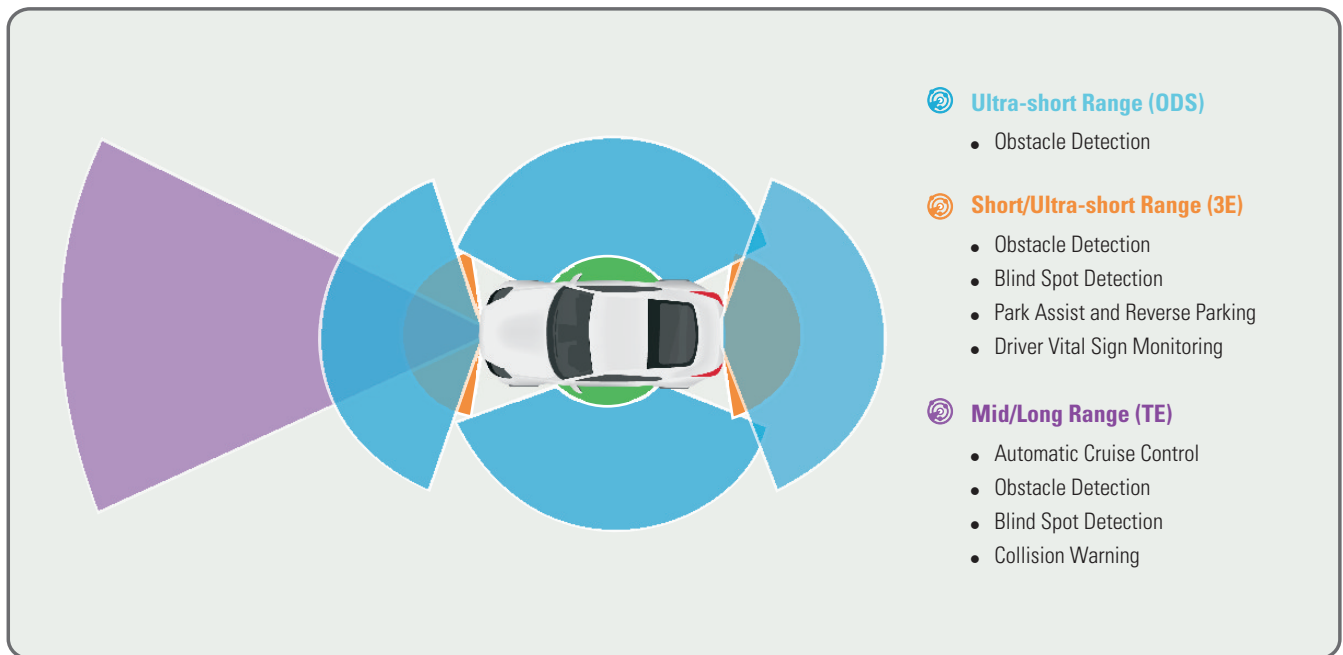 Ultra-short Range (ODS)
• Obstacle Detection
Short/Ultra-short Range (3E)
• Obstacle Detection
• Blind Spot Detection
• Park Assist and Reverse Parking
• Driver Vital Sign Monitoring
Mid/Long Range (TE)
• Automatic Cruise Control
• Obstacle Detection
• Blind Spot Detection
• Collision Warning